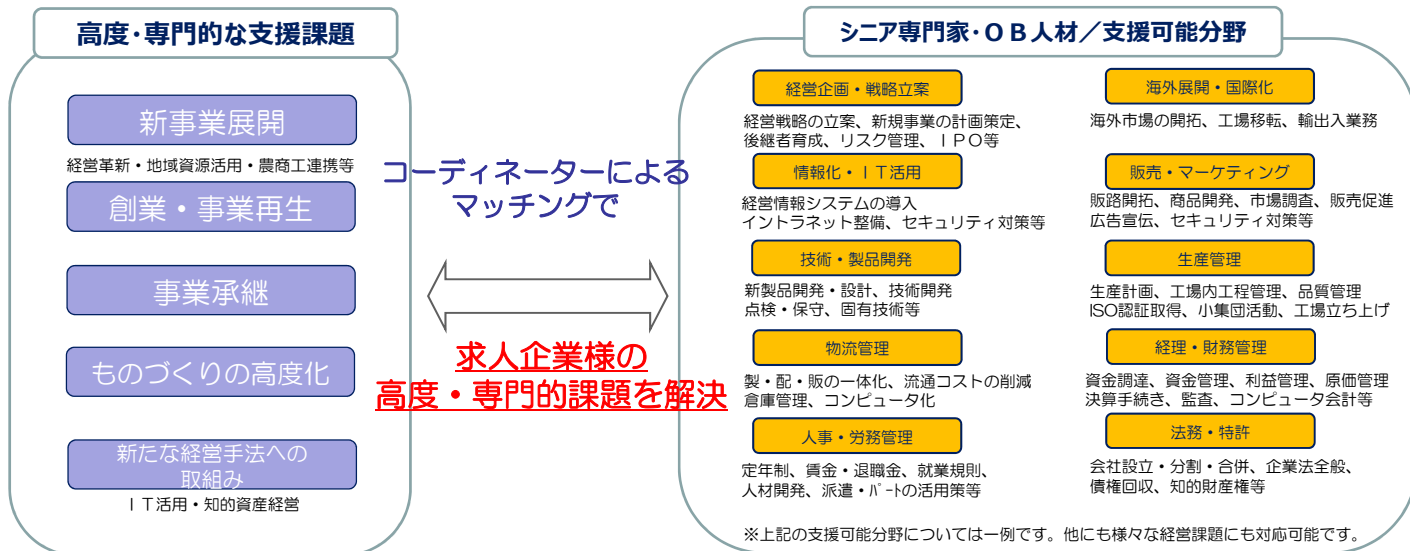 高度・専門的な支援課題
新事業展開
経営革新・地域資源活用・農商工連携等
創業・事業再生
事業承継
ものづくりの高度化
新たな経営手法への
取組み
ＩＴ活用・知的資産経営
コーディネーターによる
マッチングで
求人企業様の
高度・専門的課題を解決
シニア専門家・ＯＢ人材／支援可能分野
経営企画・戦略立案
経営戦略の立案、新規事業の計画策定、
後継者育成、リスク管理、ＩＰＯ等
情報化・ＩＴ活用
経営情報システムの導入
イントラネット整備、セキュリティ対策等
技術・製品開発
新製品開発・設計、技術開発
点検・保守、固有技術等
物流管理
製・配・販の一体化、流通コストの削減
倉庫管理、コンピュータ化
人事・労務管理
定年制、賃金・退職金、就業規則、
人材開発、派遣・ﾊﾟｰﾄの活用策等
海外展開・国際化
海外市場の開拓、工場移転、輸出入業務
販売・マーケティング
販路開拓、商品開発、市場調査、販売促進
広告宣伝、セキュリティ対策等
生産管理
生産計画、工場内工程管理、品質管理
ISO認証取得、小集団活動、工場立ち上げ
経理・財務管理
資金調達、資金管理、利益管理、原価管理
決算手続き、監査、コンピュータ会計等
法務・特許
会社設立・分割・合併、企業法全般、
債権回収、知的財産権等
※上記の支援可能分野については一例です。他にも様々な経営課題にも対応可能です。